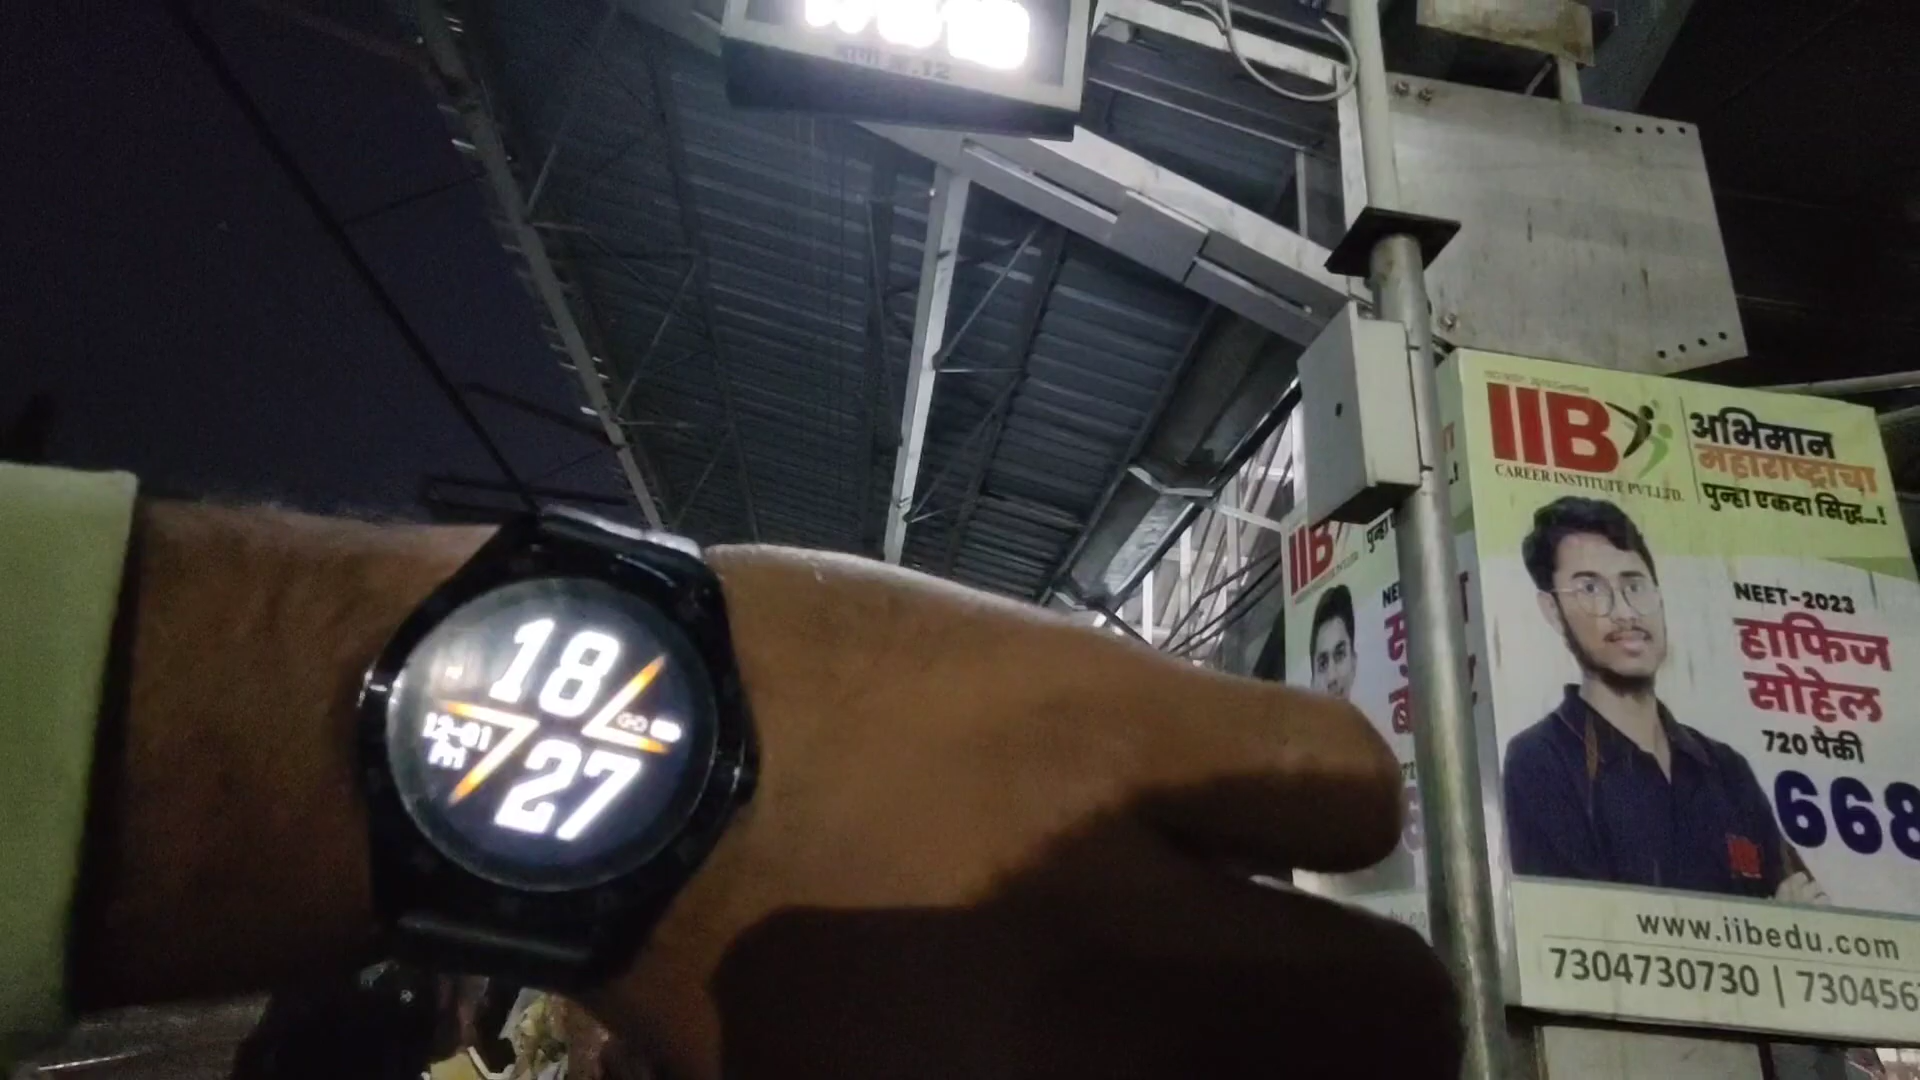 18
27
12-01
Fri
IIB
CAREER INSTITUTE PVT.LTD.
अभिमान
महाराष्ट्राचा
पुन्हा एकदा सिद्ध...!
NEET-2023
हाफिज
सोहेल
720 पैकी
668
www.iibedu.com
7304730730 | 730456
IIB